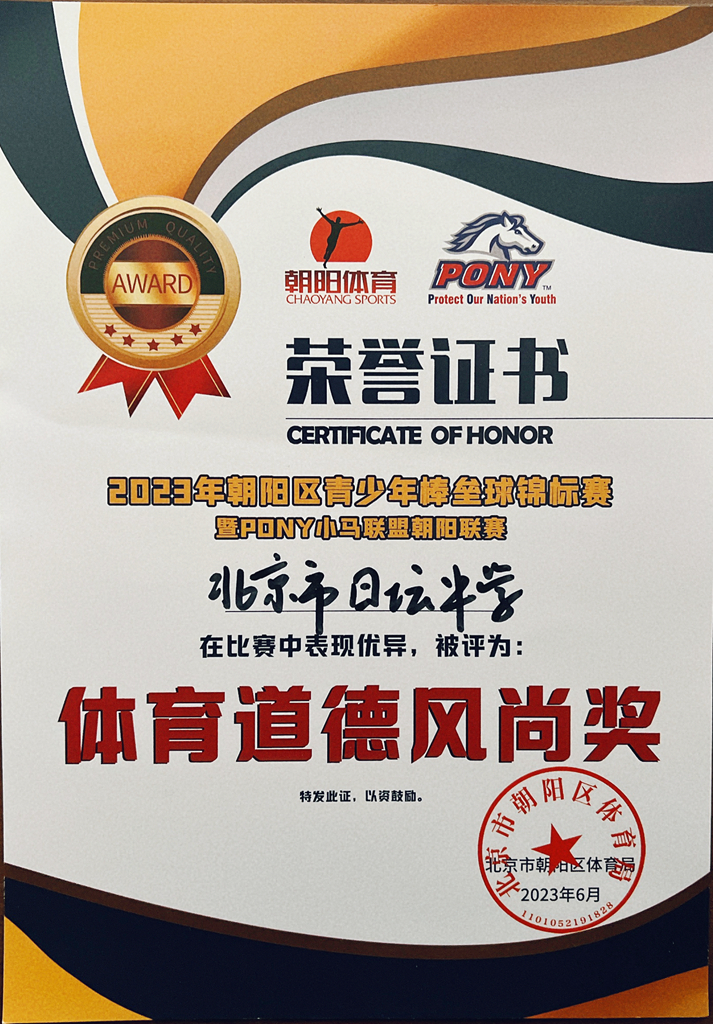 PREMIUM QUALITY
AWARD
朝阳体育
CHAOYANG SPORTS
PONY
TM
Protect Our Nation's Youth
荣誉证书
CERTIFICATE OF HONOR
2023年朝阳区青少年棒垒球锦标赛
暨PONY小马联盟朝阳联赛
北京市日坛中学
在比赛中表现优异，被评为：
体育道德风尚奖
特发此证，以资鼓励。
北京市朝阳区体育局
北京市朝阳区体育局
2023年6月
1101052191828